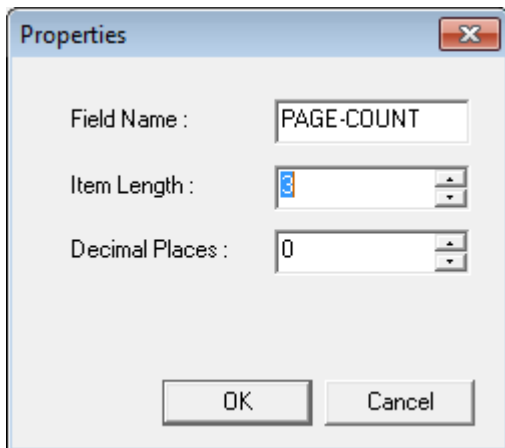 Properties
Field Name : PAGE-COUNT
Item Length : 3
Decimal Places : 0
OK Cancel